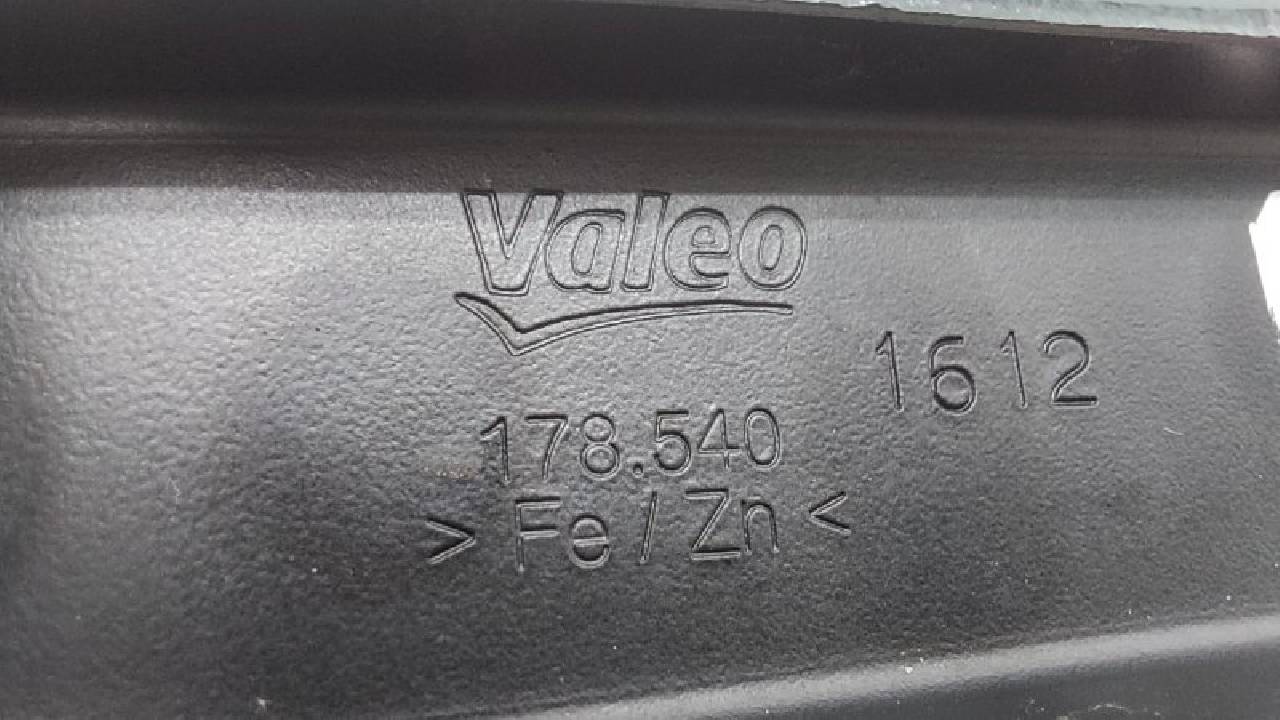 Valeo
1612
178.540
> Fe / Zn <